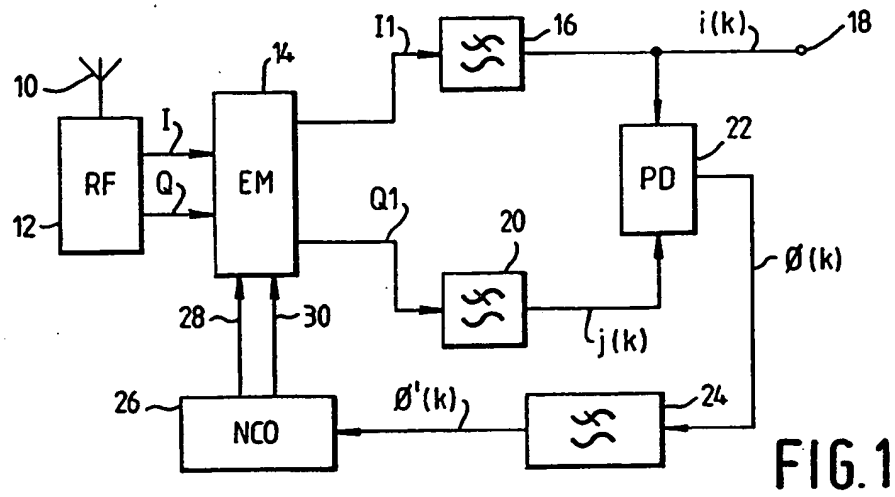 I1
16
i(k)
18
14
10
I
RF
EM
22
PD
Q
Q1
12
20
Ø(k)
28
30
j(k)
26
Ø'(k)
24
NCO
FIG.1